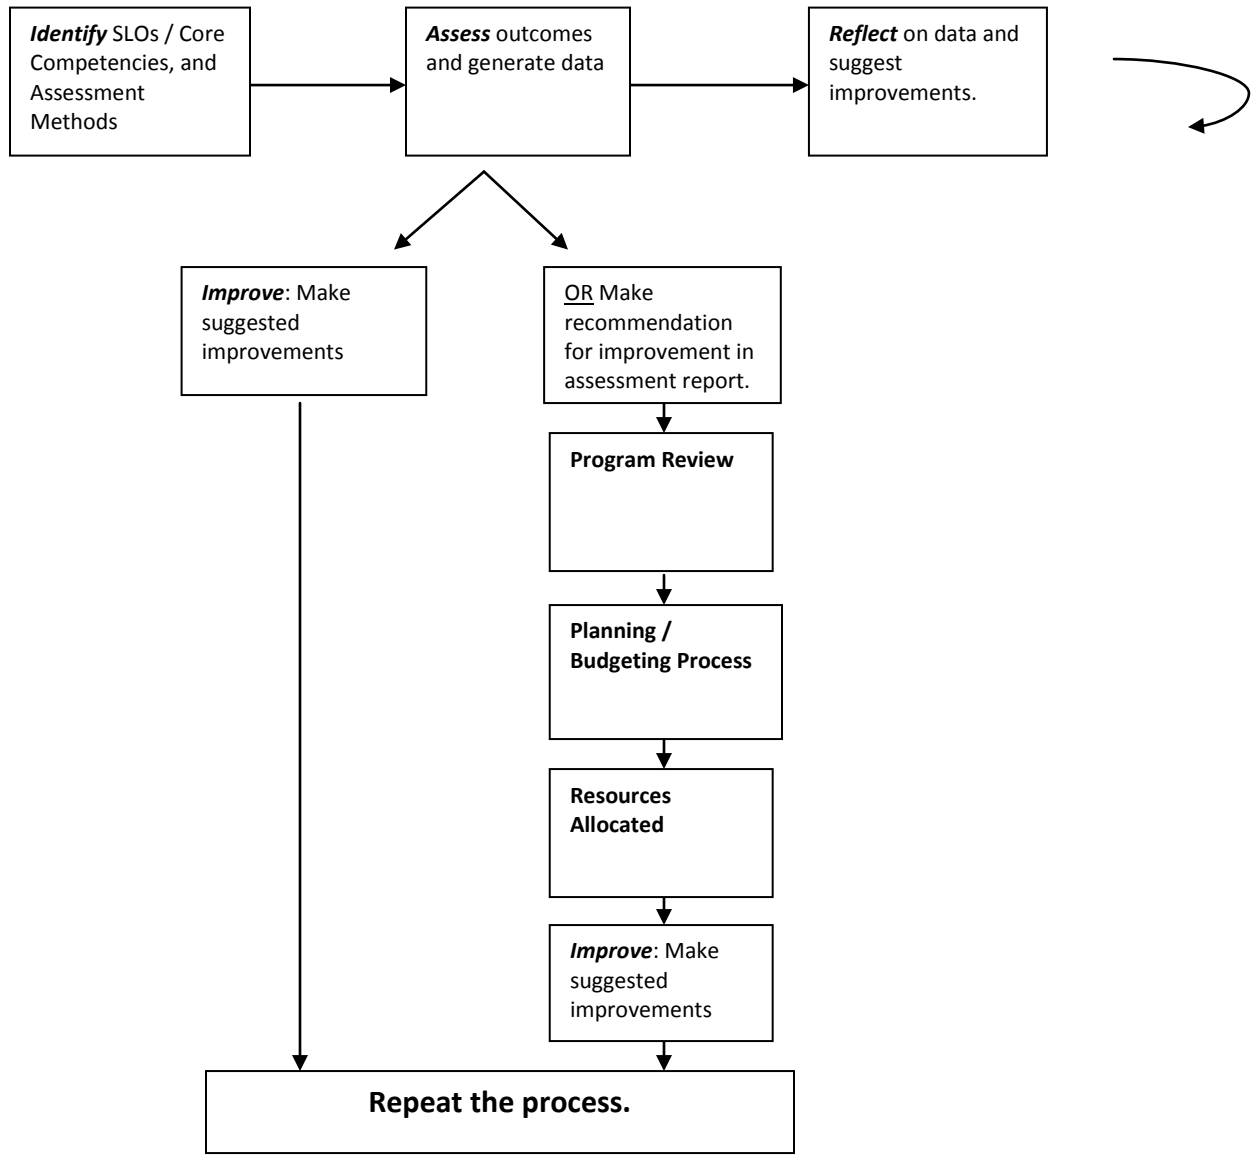 Identify SLOs / Core
Competencies, and
Assessment
Methods
Assess outcomes
and generate data
Reflect on data and
suggest
improvements.
Improve: Make
suggested
improvements
OR Make
recommendation
for improvement in
assessment report.
Program Review
Planning /
Budgeting Process
Resources
Allocated
Improve: Make
suggested
improvements
Repeat the process.